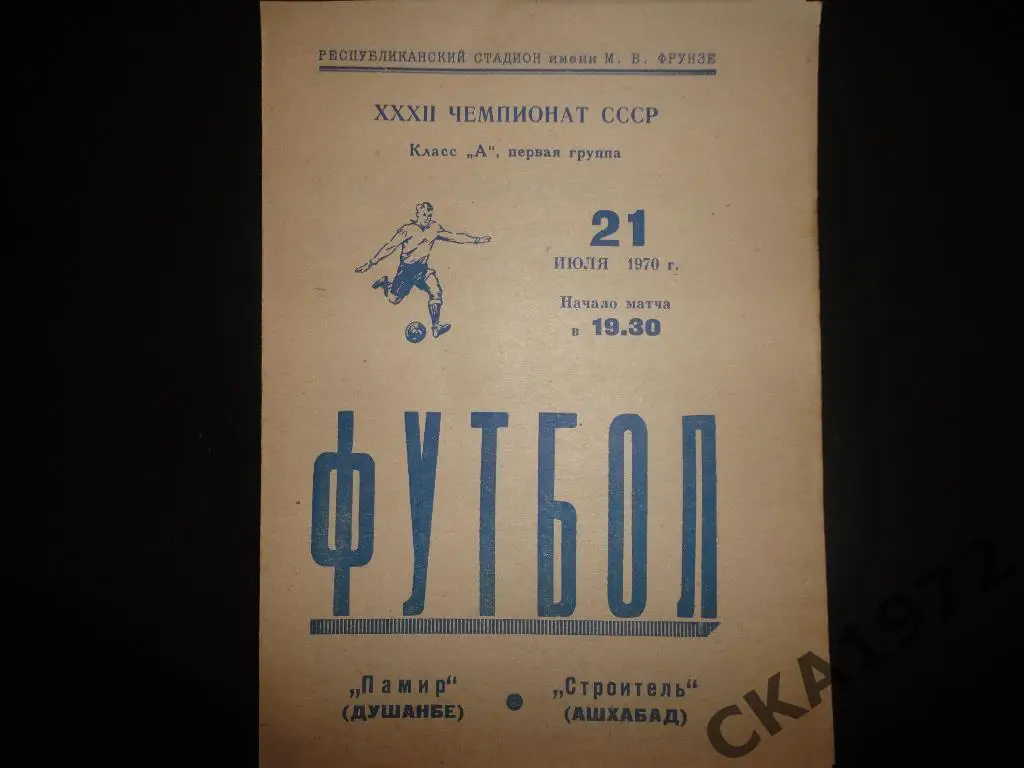 РЕСПУБЛИКАНСКИЙ СТАДИОН имени М. В. ФРУНЗЕ
XXXII ЧЕМПИОНАТ СССР
Класс „А“, первая группа
21
ИЮЛЯ 1970 г.
Начало матча
в 19.30
ФУТБОЛ
„Памир“ • „Строитель“
(ДУШАНБЕ) (АШХАБАД)
СКА1972